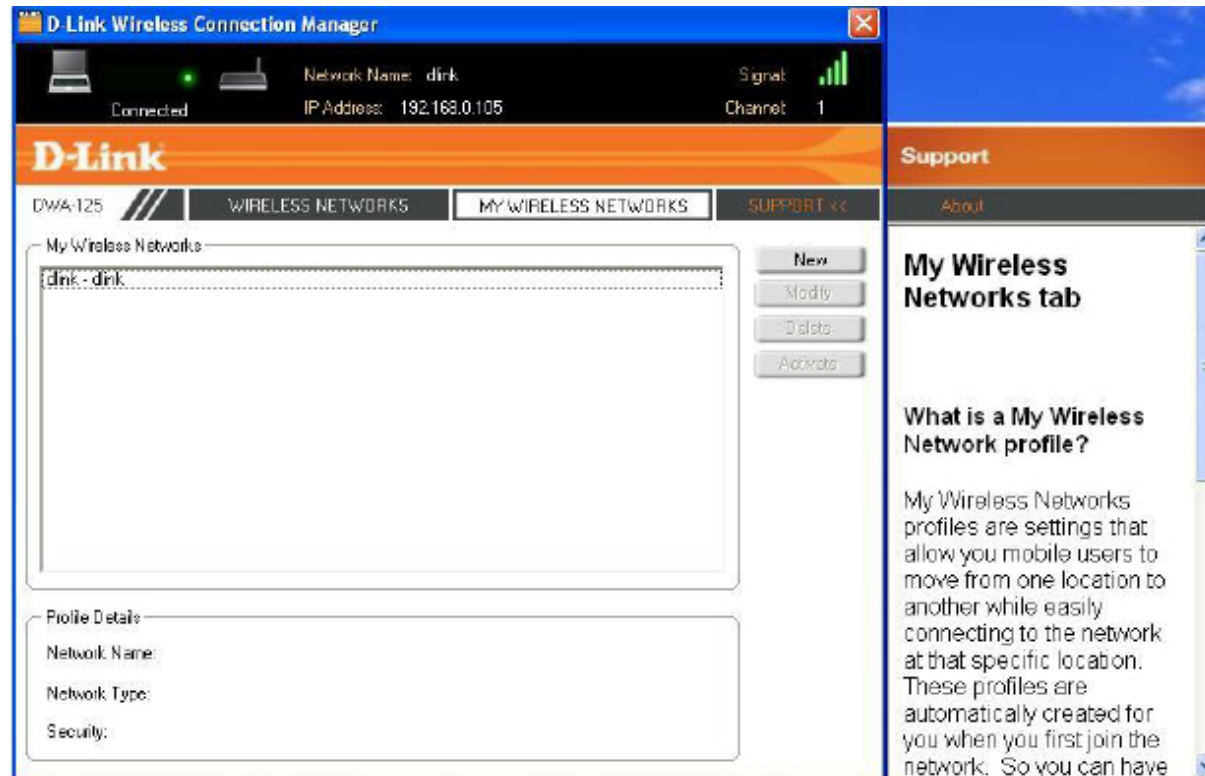 D-Link Wireless Connection Manager
Network Name: dlink
Signal:
Connected
IP Address: 192.168.0.105
Channel: 1
D-Link
Support
DWA-125
WIRELESS NETWORKS
MY WIRELESS NETWORKS
SUPPORT <<
About
My Wireless Networks
dlink - dlink
New
Modify
Delete
Activate
Profile Details
Network Name:
Network Type:
Security:
My Wireless
Networks tab
What is a My Wireless
Network profile?
My Wireless Networks
profiles are settings that
allow you mobile users to
move from one location to
another while easily
connecting to the network
at that specific location.
These profiles are
automatically created for
you when you first join the
network. So you can have